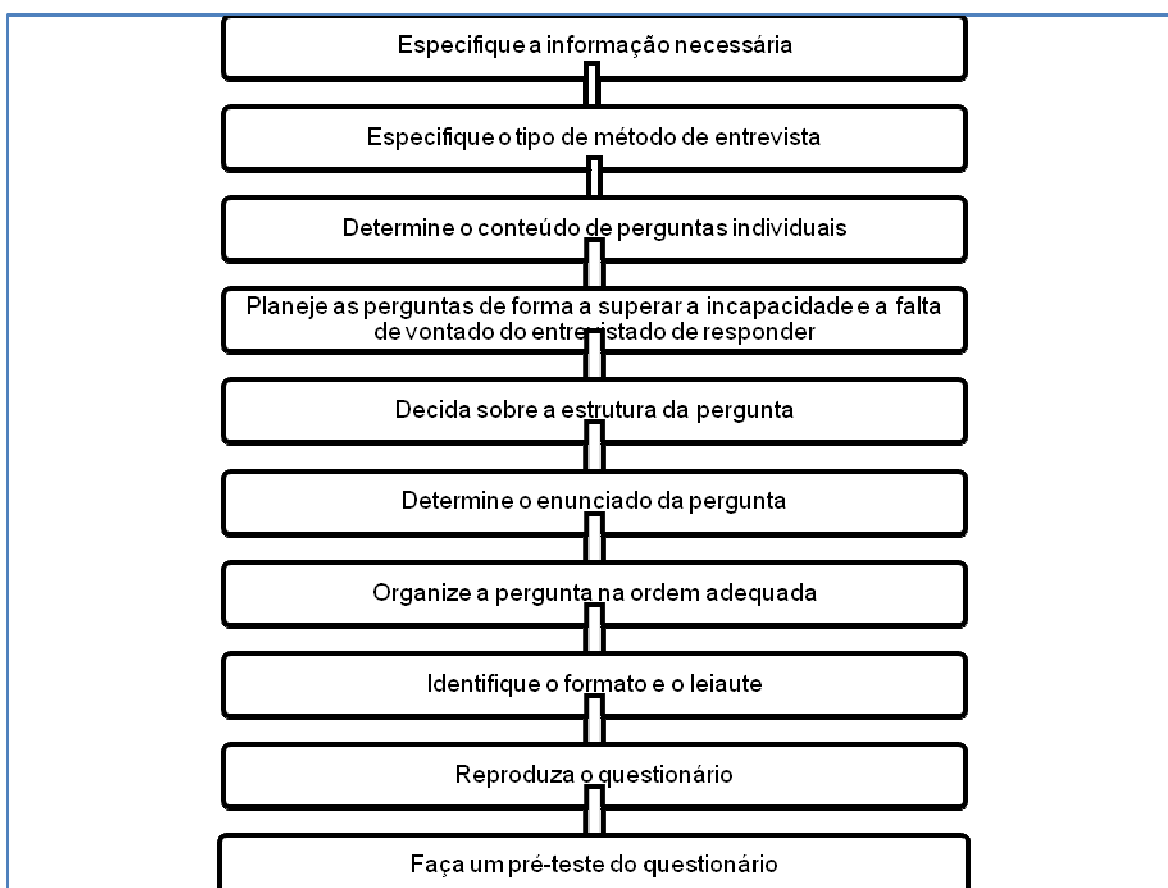 Especifique a informação necessária
Especifique o tipo de método de entrevista
Determine o conteúdo de perguntas individuais
Planeje as perguntas de forma a superar a incapacidade e a falta
de vontado do entrevistado de responder
Decida sobre a estrutura da pergunta
Determine o enunciado da pergunta
Organize a pergunta na ordem adequada
Identifique o formato e o leiaute
Reproduza o questionário
Faça um pré-teste do questionário